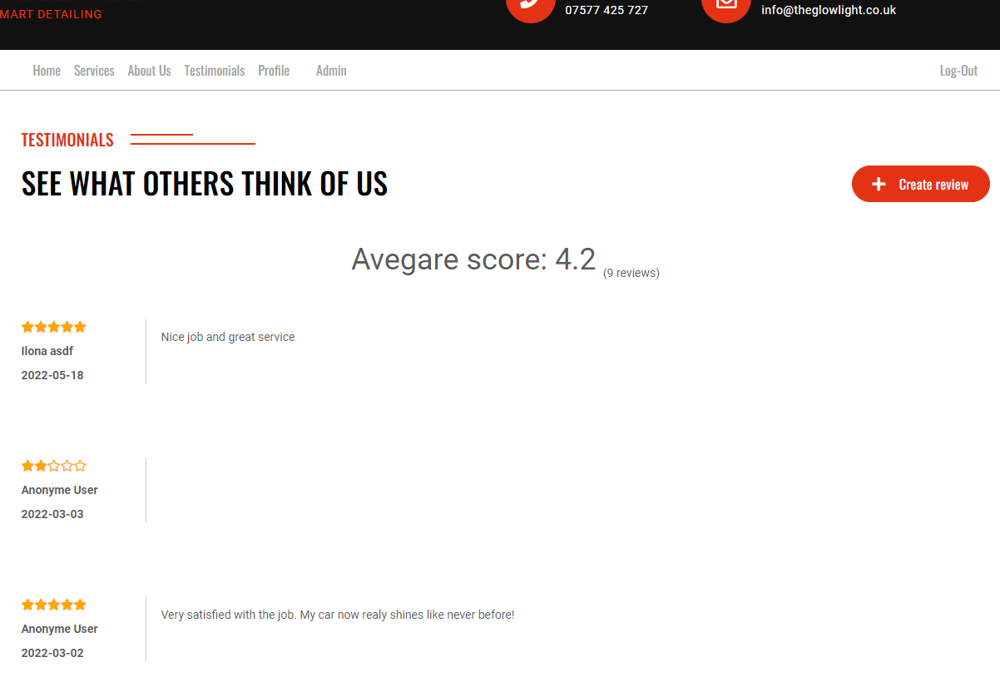 MART DETAILING
07577 425 727
info@theglowlight.co.uk
Home Services About Us Testimonials Profile Admin Log-Out
TESTIMONIALS
SEE WHAT OTHERS THINK OF US
Create review
Avegare score: 4.2 (9 reviews)
Nice job and great service
Ilona asdf
2022-05-18
Anonyme User
2022-03-03
Very satisfied with the job. My car now realy shines like never before!
Anonyme User
2022-03-02